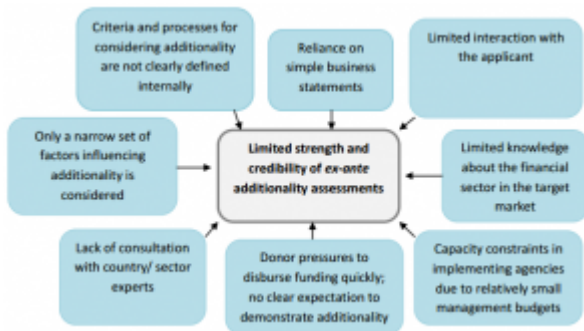 Criteria and processes for
considering additionality
are not clearly defined
internally
Reliance on
simple business
statements
Limited interaction with
the applicant
Only a narrow set of
factors influencing
additionality is
considered
Limited strength and
credibility of ex-ante
additionality assessments
Limited knowledge
about the financial
sector in the target
market
Lack of consultation
with country/ sector
experts
Donor pressures to
disburse funding quickly;
no clear expectation to
demonstrate additionality
Capacity constraints in
implementing agencies
due to relatively small
management budgets